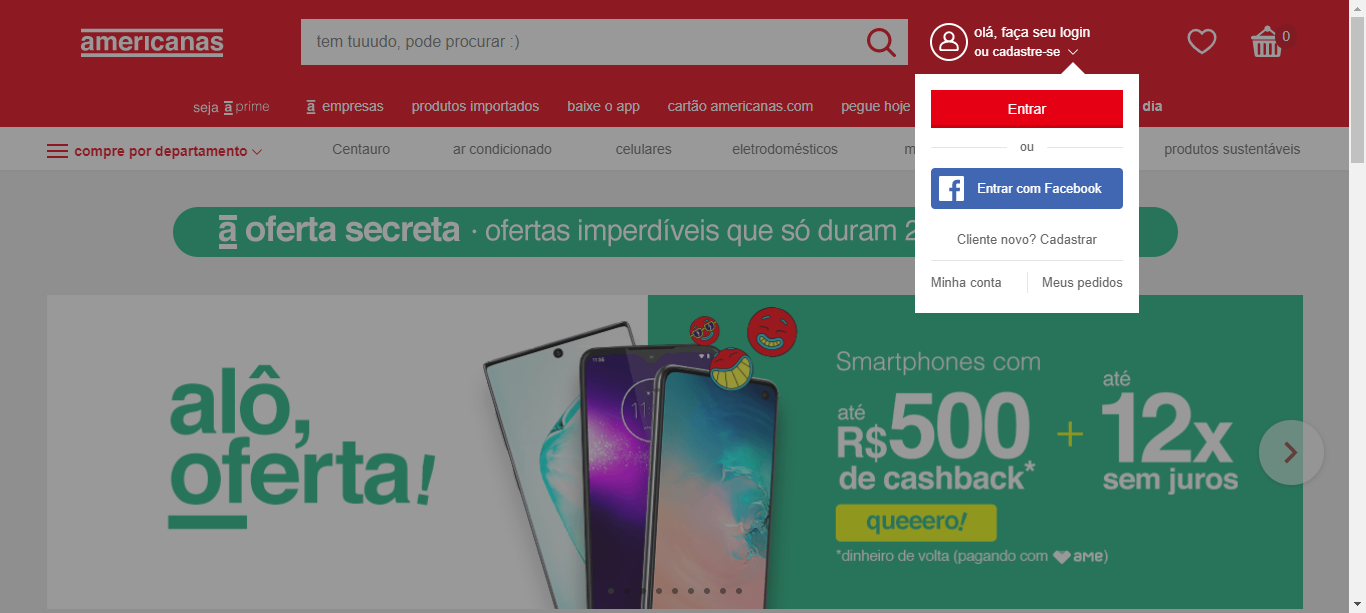 americanas
tem tuuudo, pode procurar :)
olá, faça seu login
ou cadastre-se
0
seja a prime
a empresas
produtos importados
baixe o app
cartão americanas.com
pegue hoje
dia
Entrar
ou
Entrar com Facebook
Cliente novo? Cadastrar
Minha conta
Meus pedidos
compre por departamento
Centauro
ar condicionado
celulares
eletrodomésticos
m
produtos sustentáveis
a oferta secreta · ofertas imperdíveis que só duram 2
alô,
oferta!
Smartphones com
até
R$500
de cashback*
+
até
12x
sem juros
queeero!
*dinheiro de volta (pagando com ame)